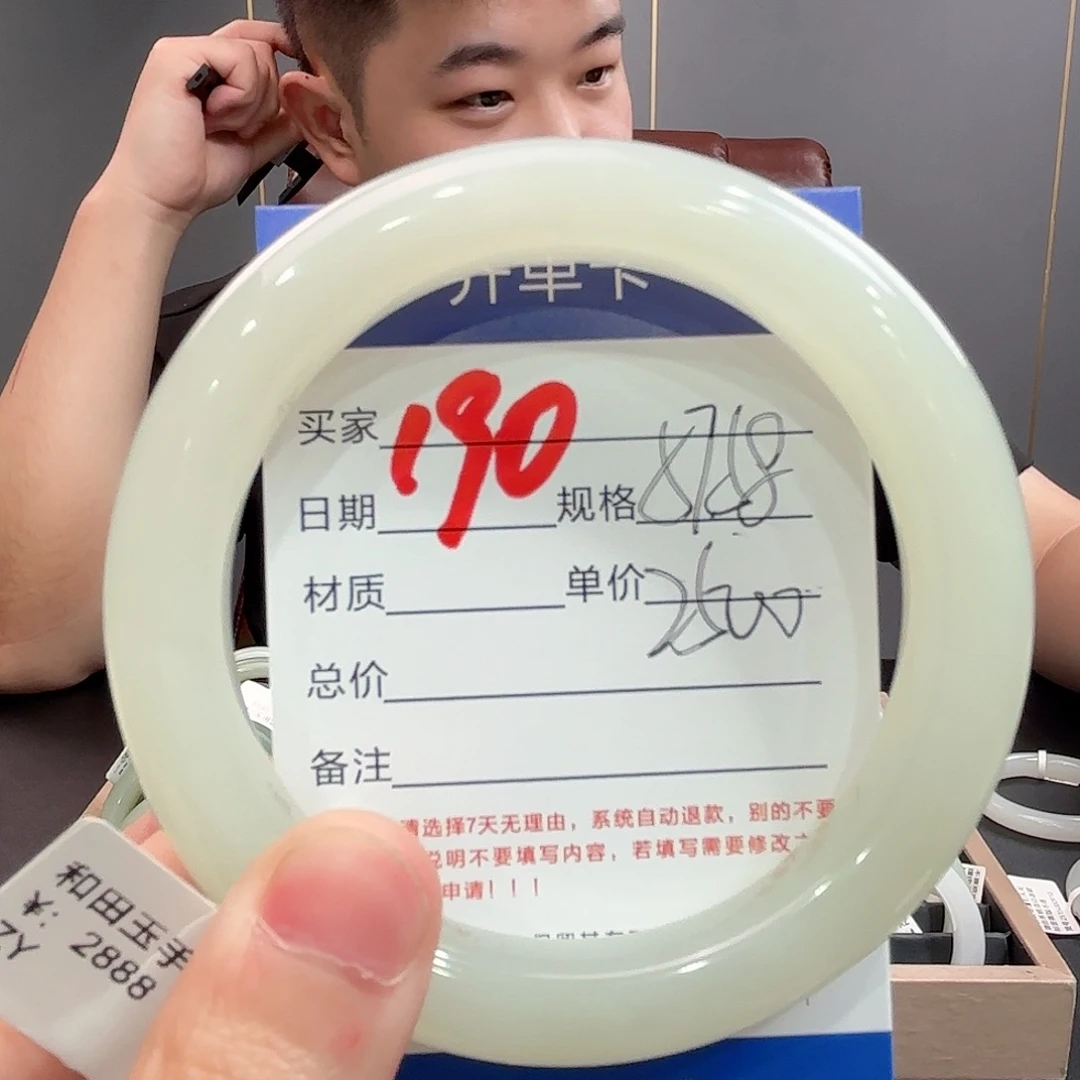 开单卡
买家 190
日期 规格 8768
材质 单价 2600
总价
备注
请选择7天无理由，系统自动退款，别的不要
说明不要填写内容，若填写需要修改
申请！！！
和田玉手
2888